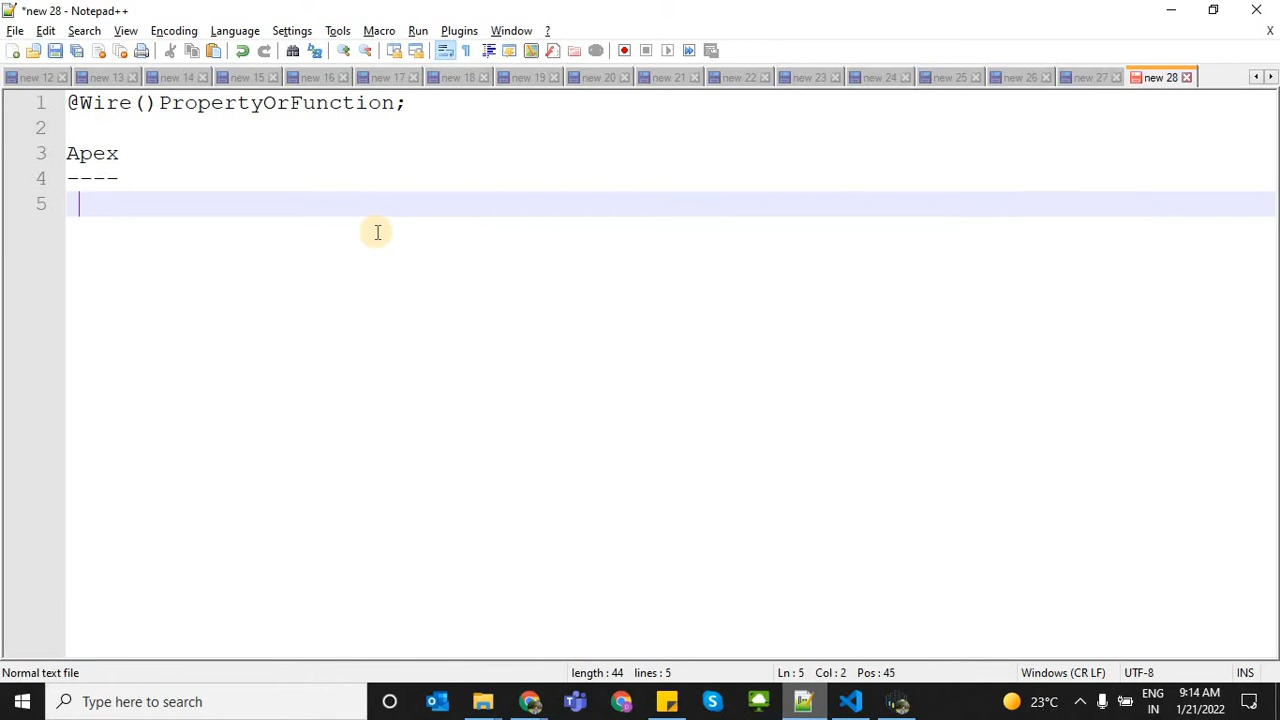 *new 28 - Notepad++
File Edit Search View Encoding Language Settings Tools Macro Run Plugins Window ? X
new 12 new 13 new 14 new 15 new 16 new 17 new 18 new 19 new 20 new 21 new 22 new 23 new 24 new 25 new 26 new 27 new 28
1 @Wire()PropertyOrFunction;
2
3 Apex
4 ----
5
Normal text file length : 44 lines : 5 Ln : 5 Col : 2 Pos : 45 Windows (CR LF) UTF-8 INS
Type here to search 23°C ENG IN 9:14 AM 1/21/2022